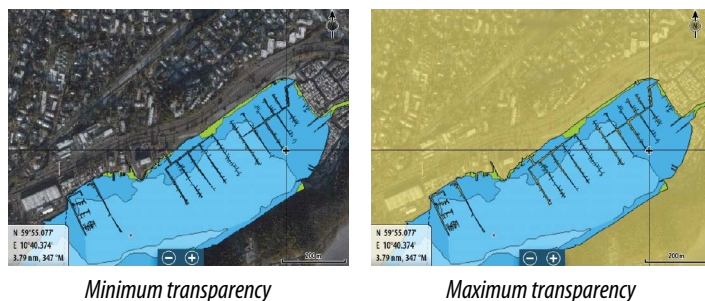 N 59°55.077'
E 10°40.374'
3.79 nm, 347 °M
200 m
N 59°55.077'
E 10°40.374'
3.79 nm, 347 °M
200 m
Minimum transparency
Maximum transparency